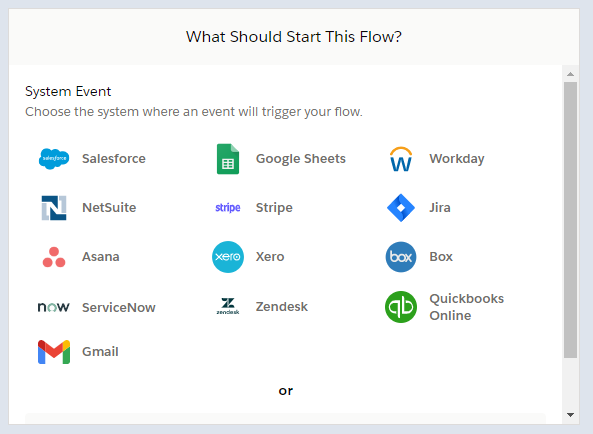 What Should Start This Flow?
System Event
Choose the system where an event will trigger your flow.
salesforce Salesforce Google Sheets Workday
NetSuite stripe Stripe Jira
Asana xero Xero box Box
now ServiceNow zendesk Zendesk qb Quickbooks
Online
Gmail
or